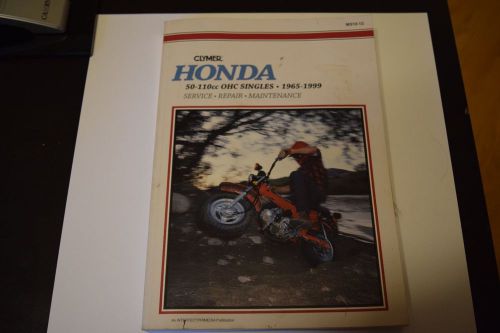 CLYMER
HONDA
50-110cc OHC SINGLES • 1965-1999
SERVICE • REPAIR • MAINTENANCE